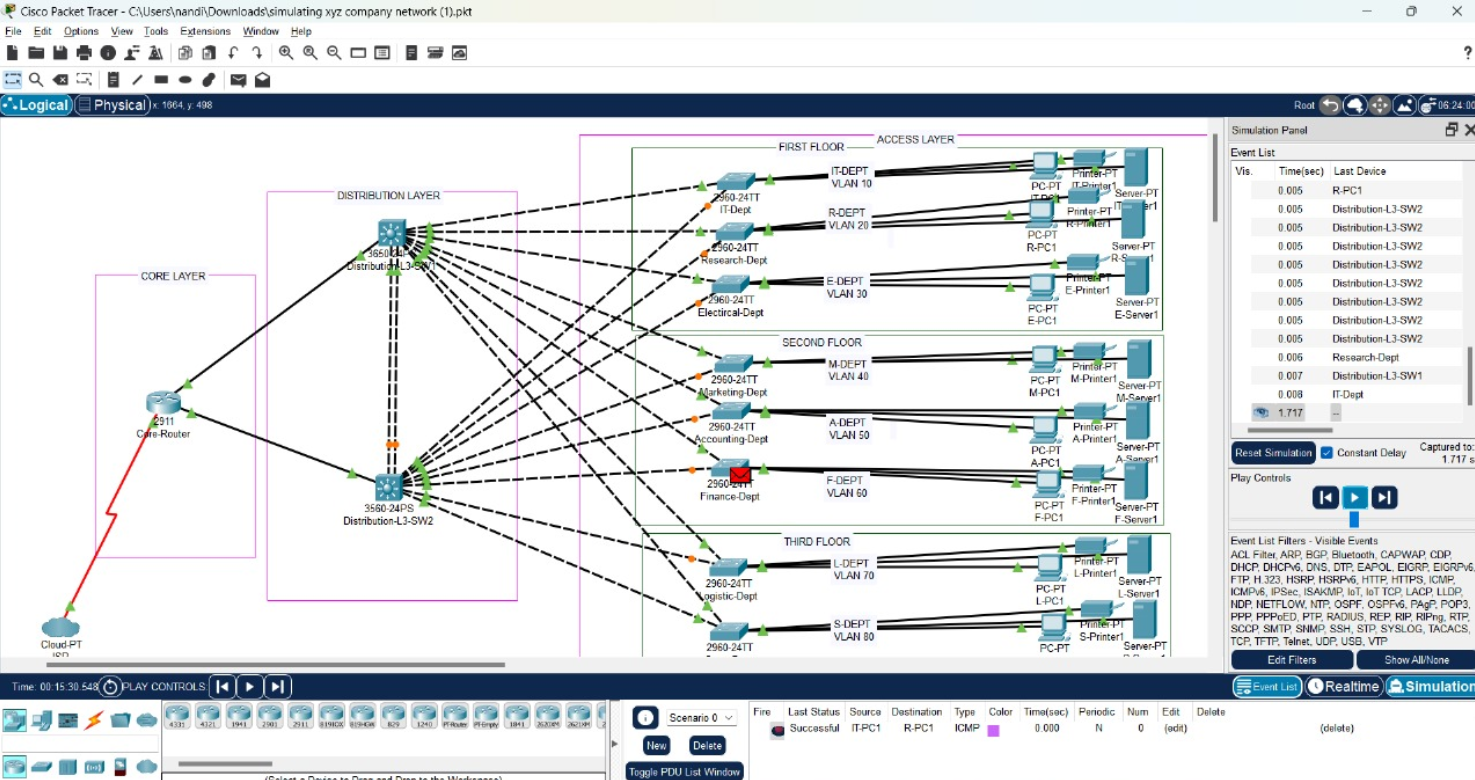 Cisco Packet Tracer - C:\Users\nandi\Downloads\simulating xyz company network (1).pkt
File Edit Options View Tools Extensions Window Help
?
Logical Physical x: 1664, y: 498
Root 06:24:00
ACCESS LAYER
FIRST FLOOR
IT-DEPT
VLAN 10
2960-24TT
IT-Dept
PC-PT
Printer-PT
IT-Printer1
Server-PT
R-DEPT
VLAN 20
Research-Dept
PC-PT
R-PC1
Printer-PT
R-Printer1
Server-PT
E-DEPT
VLAN 30
2960-24TT
Electircal-Dept
PC-PT
E-PC1
Printer-PT
E-Printer1
Server-PT
E-Server1
SECOND FLOOR
M-DEPT
VLAN 40
2960-24TT
Marketing-Dept
PC-PT
M-PC1
Printer-PT
M-Printer1
Server-PT
M-Server1
A-DEPT
VLAN 50
2960-24TT
Accounting-Dept
PC-PT
A-PC1
Printer-PT
A-Printer1
Server-PT
A-Server1
F-DEPT
VLAN 60
Finance-Dept
PC-PT
F-PC1
Printer-PT
F-Printer1
Server-PT
F-Server1
THIRD FLOOR
L-DEPT
VLAN 70
2960-24TT
PC-PT
L-PC1
Printer-PT
L-Printer1
Server-PT
L-Server1
S-DEPT
VLAN 80
2960-24TT
PC-PT
Printer-PT
S-Printer1
Server-PT
DISTRIBUTION LAYER
Distribution-L3-SW1
3560-24PS
Distribution-L3-SW2
CORE LAYER
2911
Core-Router
Cloud-PT
Simulation Panel
Event List
Vis. Time(sec) Last Device
0.005 R-PC1
0.005 Distribution-L3-SW2
0.005 Distribution-L3-SW2
0.005 Distribution-L3-SW2
0.005 Distribution-L3-SW2
0.005 Distribution-L3-SW2
0.005 Distribution-L3-SW2
0.005 Distribution-L3-SW2
0.005 Distribution-L3-SW2
0.006 Research-Dept
0.007 Distribution-L3-SW1
0.008 IT-Dept
1.717 --
Reset Simulation Constant Delay Captured to:
1.717 s
Play Controls
Event List Filters - Visible Events
ACL Filter, ARP, BGP, Bluetooth, CAPWAP, CDP,
DHCP, DHCPv6, DNS, DTP, EAPOL, EIGRP, EIGRPv6,
FTP, H.323, HSRP, HSRPv6, HTTP, HTTPS, ICMP,
ICMPv6, IPSec, ISAKMP, IoT, IoT TCP, LACP, LLDP,
NDP, NETFLOW, NTP, OSPF, OSPFv6, PAgP, POP3,
PPP, PPPoED, PTP, RADIUS, REP, RIP, RIPng, RTP,
SCCP, SMTP, SNMP, SSH, STP, SYSLOG, TACACS,
TCP, TFTP, Telnet, UDP, USB, VTP
Edit Filters Show All/None
Time: 00:15:30.548 PLAY CONTROLS:
Event List Realtime Simulation
4331 4321 1941 2901 2911 819IOX 819HGW 829 1240 PT-Router PT-Empty 1841 2620XM 2621XM
(Select a Device to Drag and Drop to the Workspace)
Scenario 0
New Delete
Toggle PDU List Window
Fire Last Status Source Destination Type Color Time(sec) Periodic Num Edit Delete
Successful IT-PC1 R-PC1 ICMP 0.000 N 0 (edit) (delete)